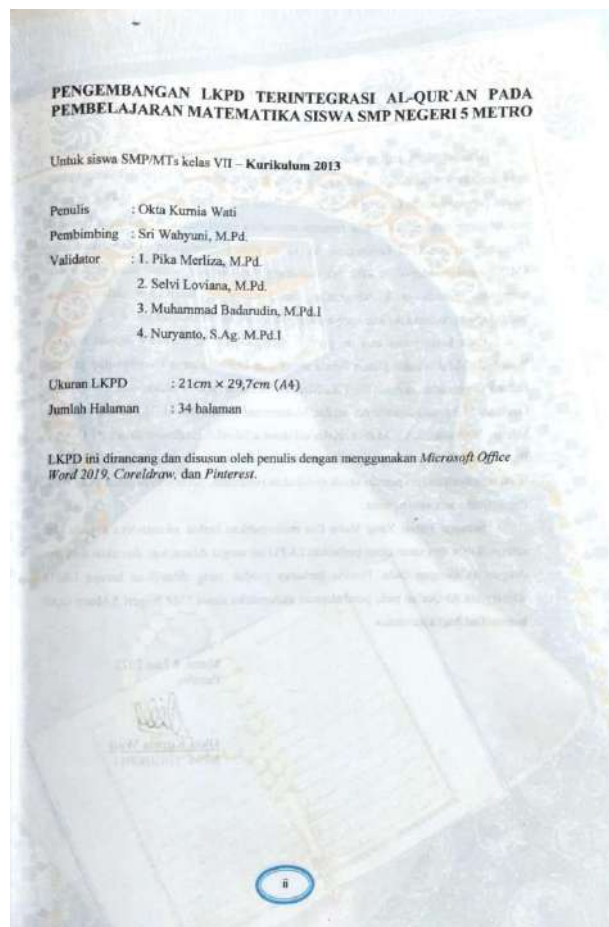 PENGEMBANGAN LKPD TERINTEGRASI AL-QUR`AN PADA
PEMBELAJARAN MATEMATIKA SISWA SMP NEGERI 5 METRO
Untuk siswa SMP/MTs kelas VII – Kurikulum 2013
Penulis : Okta Kurnia Wati
Pembimbing : Sri Wahyuni, M.Pd.
Validator : 1. Pika Merliza, M.Pd.
2. Selvi Loviana, M.Pd.
3. Muhammad Badarudin, M.Pd.I
4. Nuryanto, S.Ag. M.Pd.I
Ukuran LKPD : 21cm × 29,7cm (A4)
Jumlah Halaman : 34 halaman
LKPD ini dirancang dan disusun oleh penulis dengan menggunakan Microsoft Office
Word 2019, Coreldraw, dan Pinterest.
ii